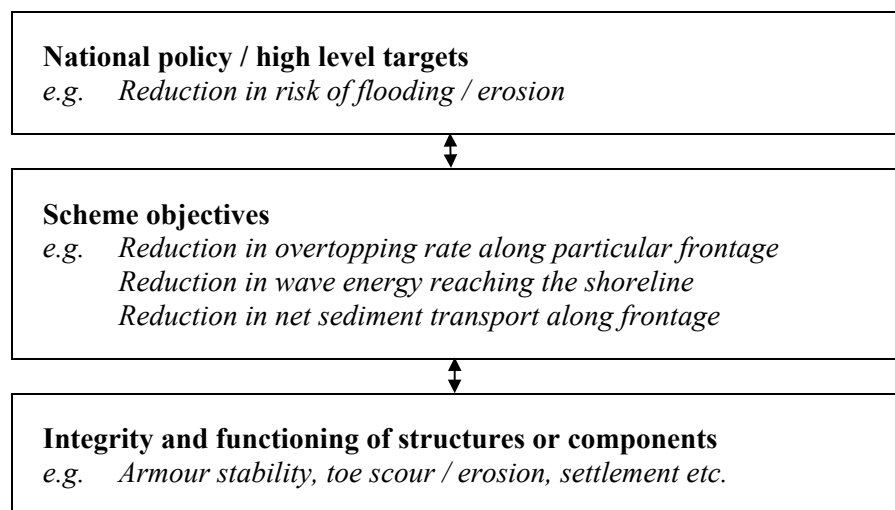 National policy / high level targets
e.g. Reduction in risk of flooding / erosion
Scheme objectives
e.g. Reduction in overtopping rate along particular frontage
Reduction in wave energy reaching the shoreline
Reduction in net sediment transport along frontage
Integrity and functioning of structures or components
e.g. Armour stability, toe scour / erosion, settlement etc.